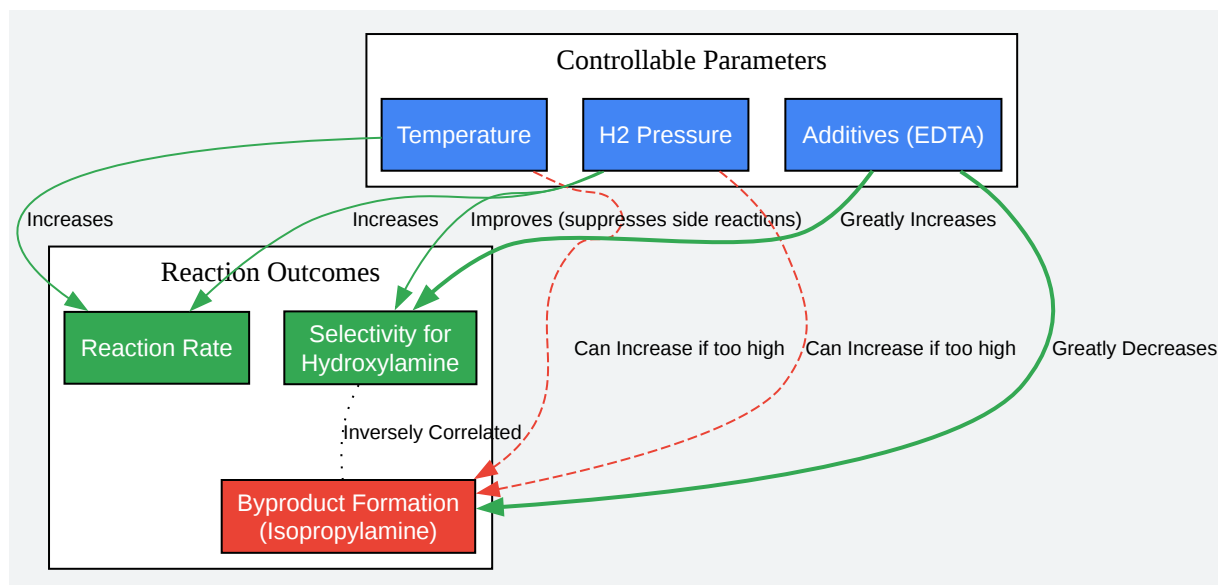 Controllable Parameters
Temperature
H2 Pressure
Additives (EDTA)
Increases
Increases
Improves (suppresses side reactions)
Greatly Increases
Reaction Outcomes
Reaction Rate
Selectivity for
Hydroxylamine
Can Increase if too high
Can Increase if too high
Greatly Decreases
Inversely Correlated
Byproduct Formation
(Isopropylamine)